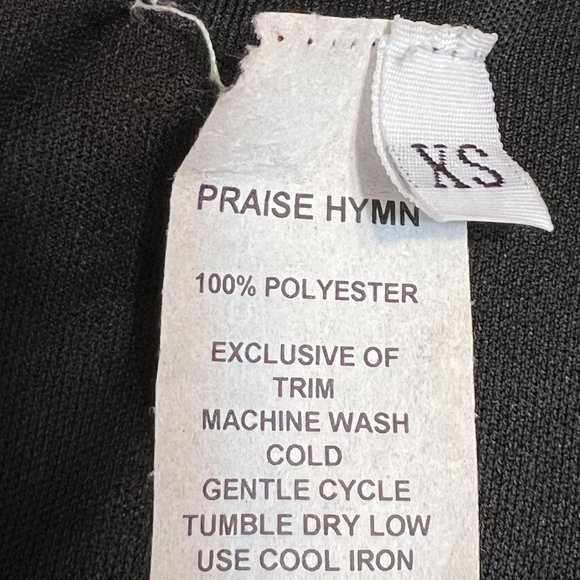 XS
PRAISE HYMN
100% POLYESTER
EXCLUSIVE OF
TRIM
MACHINE WASH
COLD
GENTLE CYCLE
TUMBLE DRY LOW
USE COOL IRON